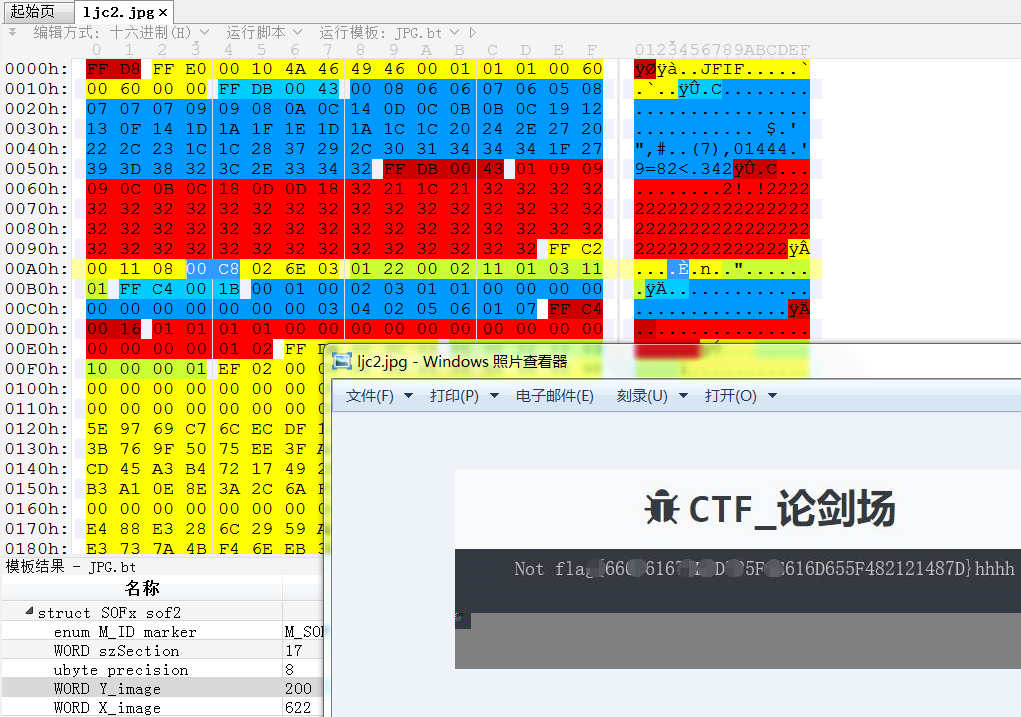 起始页 ljc2.jpg×
编辑方式: 十六进制(H) 运行脚本 运行模板: JPG.bt
0 1 2 3 4 5 6 7 8 9 A B C D E F 0123456789ABCDEF
0000h: FF D8 FF E0 00 10 4A 46 49 46 00 01 01 01 00 60 ÿØÿà..JFIF.....`
0010h: 00 60 00 00 FF DB 00 43 00 08 06 06 07 06 05 08 .`..ÿÛ.C........
0020h: 07 07 07 09 09 08 0A 0C 14 0D 0C 0B 0B 0C 19 12 ................
0030h: 13 0F 14 1D 1A 1F 1E 1D 1A 1C 1C 20 24 2E 27 20 ........... $.'
0040h: 22 2C 23 1C 1C 28 37 29 2C 30 31 34 34 34 1F 27 ",#..(7),01444.'
0050h: 39 3D 38 32 3C 2E 33 34 32 FF DB 00 43 01 09 09 9=82<.342ÿÛ.C...
0060h: 09 0C 0B 0C 18 0D 0D 18 32 21 1C 21 32 32 32 32 ........2!.!2222
0070h: 32 32 32 32 32 32 32 32 32 32 32 32 32 32 32 32 2222222222222222
0080h: 32 32 32 32 32 32 32 32 32 32 32 32 32 32 32 32 2222222222222222
0090h: 32 32 32 32 32 32 32 32 32 32 32 32 32 32 FF C2 22222222222222ÿÂ
00A0h: 00 11 08 00 C8 02 6E 03 01 22 00 02 11 01 03 11 ....È.n.."......
00B0h: 01 FF C4 00 1B 00 01 00 02 03 01 01 00 00 00 00 .ÿÄ.............
00C0h: 00 00 00 00 00 00 00 03 04 02 05 06 01 07 FF C4 ..............ÿÄ
00D0h: 00 16 01 01 01 01 00 00 00 00 00 00 00 00 00 00 ................
00E0h: 00 00 00 00 01 02 FF
00F0h: 10 00 00 01 EF 02 00
0100h: 00 00 00 00 00 00 00
0110h: 00 00 00 00 00 00 00
0120h: 5E 97 69 C7 6C EC DF
0130h: 3B 76 9F 50 75 EE 3F
0140h: CD 45 A3 B4 72 17 49
0150h: B3 A1 0E 8E 3A 2C 6A
0160h: 00 00 00 00 00 00 00
0170h: E4 88 E3 28 6C 29 59
0180h: E3 73 7A 4B F4 6E EB
ljc2.jpg - Windows 照片查看器
文件(F) 打印(P) 电子邮件(E) 刻录(U) 打开(O)
CTF_论剑场
Not 616D655F482121487D}hhhh
模板结果 - JPG.bt
名称
struct SOFx sof2
enum M_ID marker
WORD szSection 17
ubyte precision 8
WORD Y_image 200
WORD X_image 622